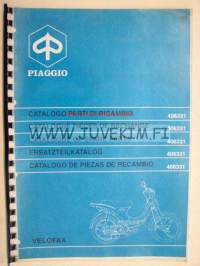 PIAGGIO
CATALOGO PARTI DI RICAMBIO 406331
406331
WWW.JUVEKIM.FI
406331
ERSATZTEILKATALOG 406331
CATALOGO DE PIEZAS DE RECAMBIO 406331
VELOFAX